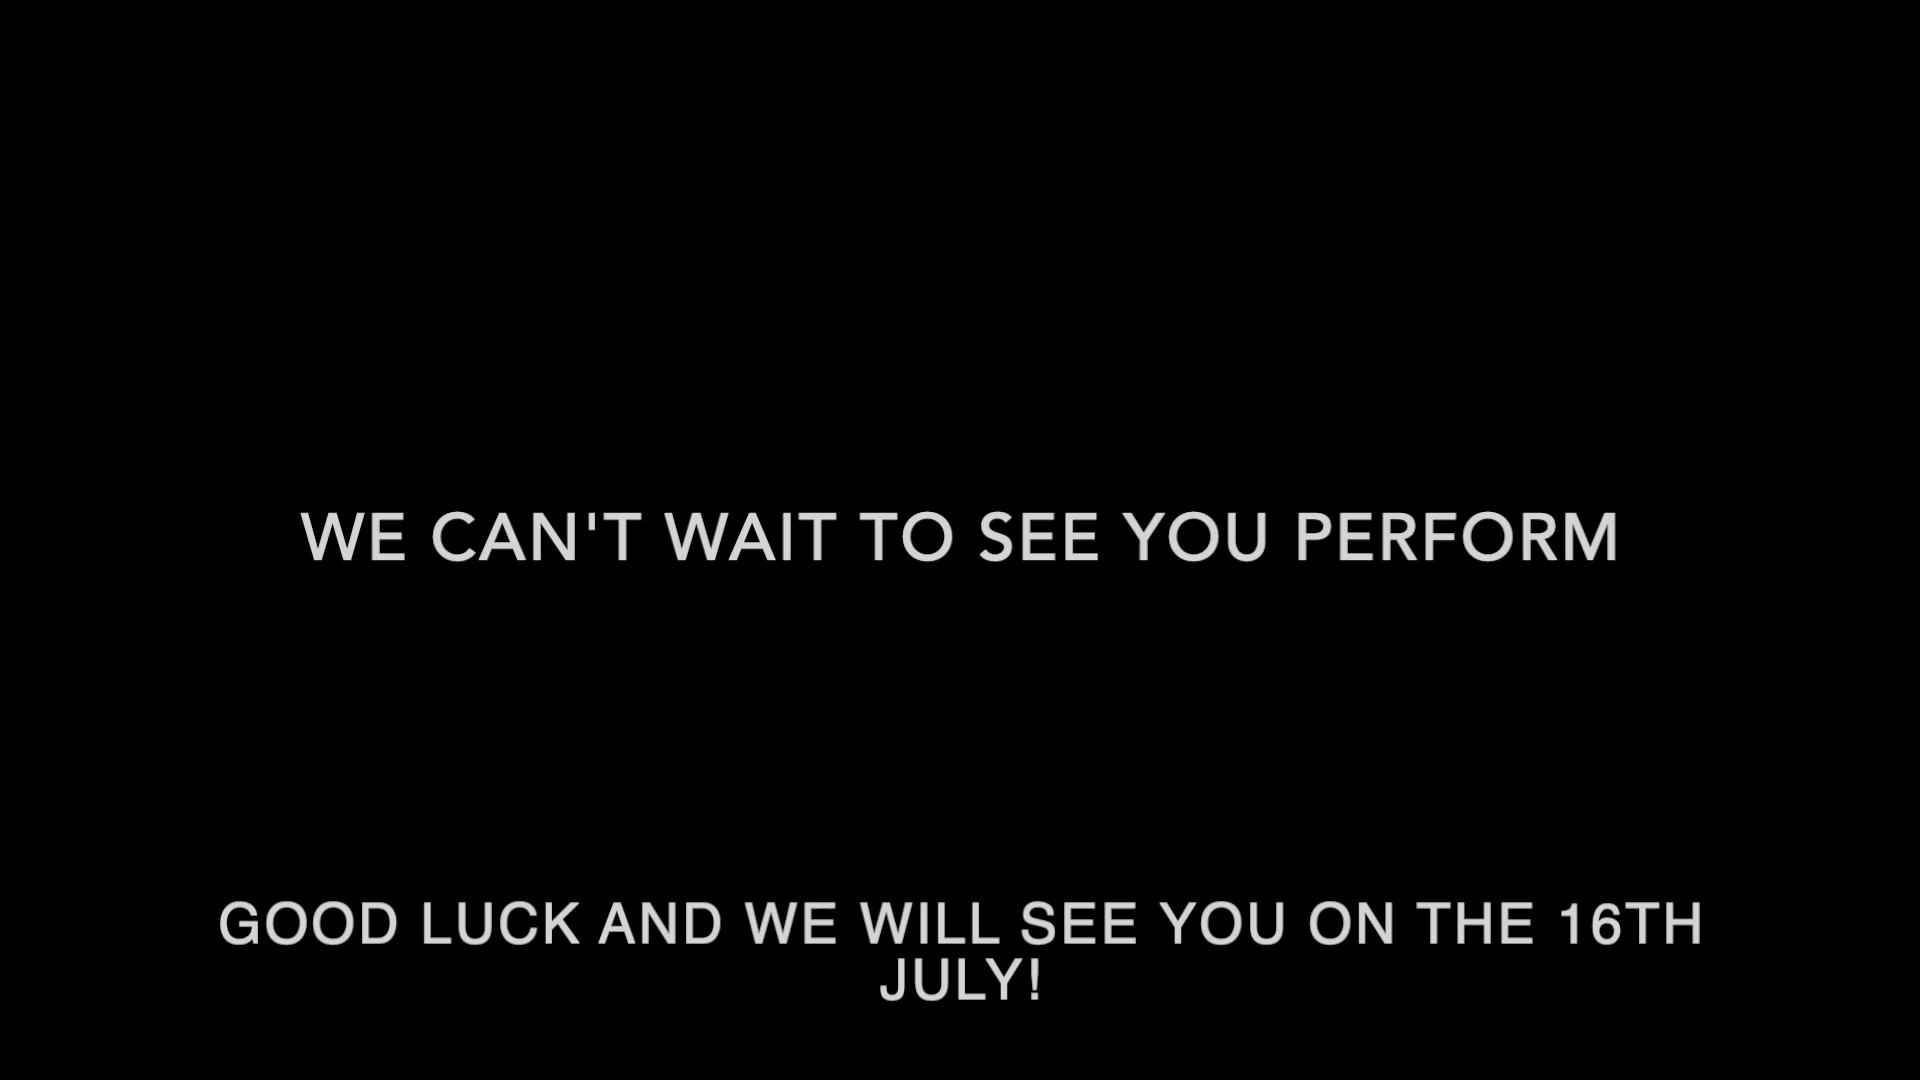 WE CAN'T WAIT TO SEE YOU PERFORM
GOOD LUCK AND WE WILL SEE YOU ON THE 16TH
JULY!